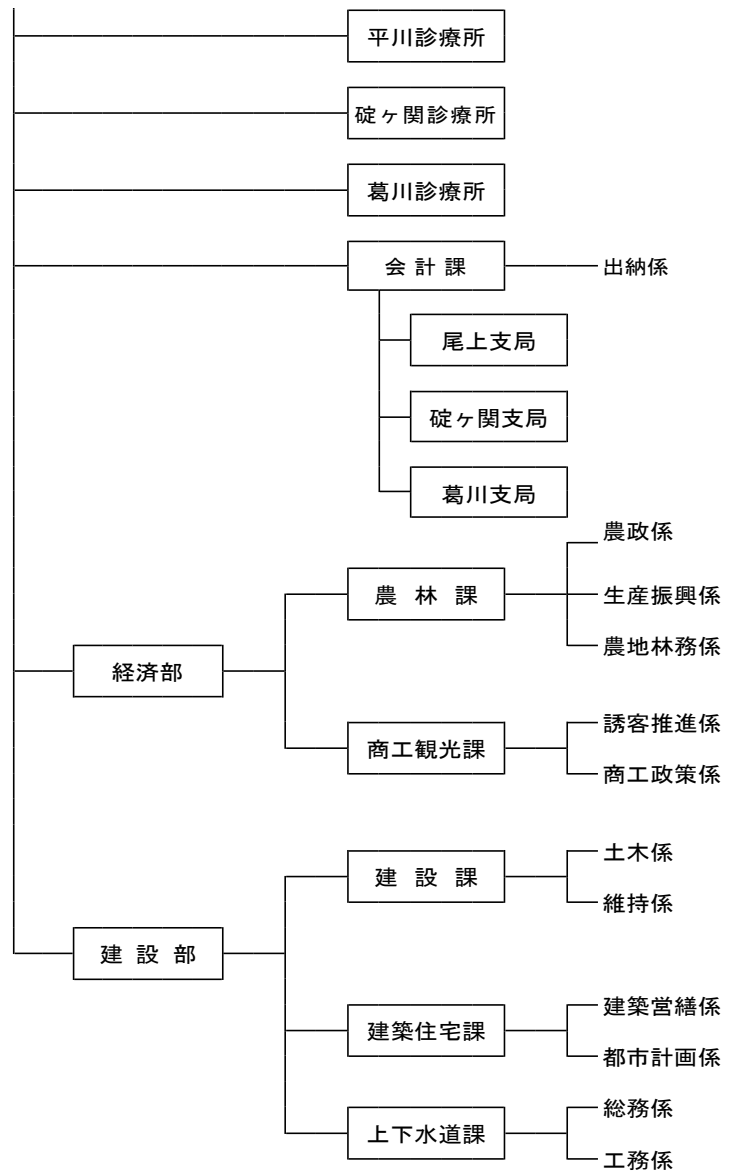 平川診療所
碇ヶ関診療所
葛川診療所
会計課 出納係
尾上支局
碇ヶ関支局
葛川支局
農政係
農林課 生産振興係
農地林務係
経済部
誘客推進係
商工観光課
商工政策係
土木係
建設課
維持係
建設部
建築営繕係
建築住宅課
都市計画係
総務係
上下水道課
工務係